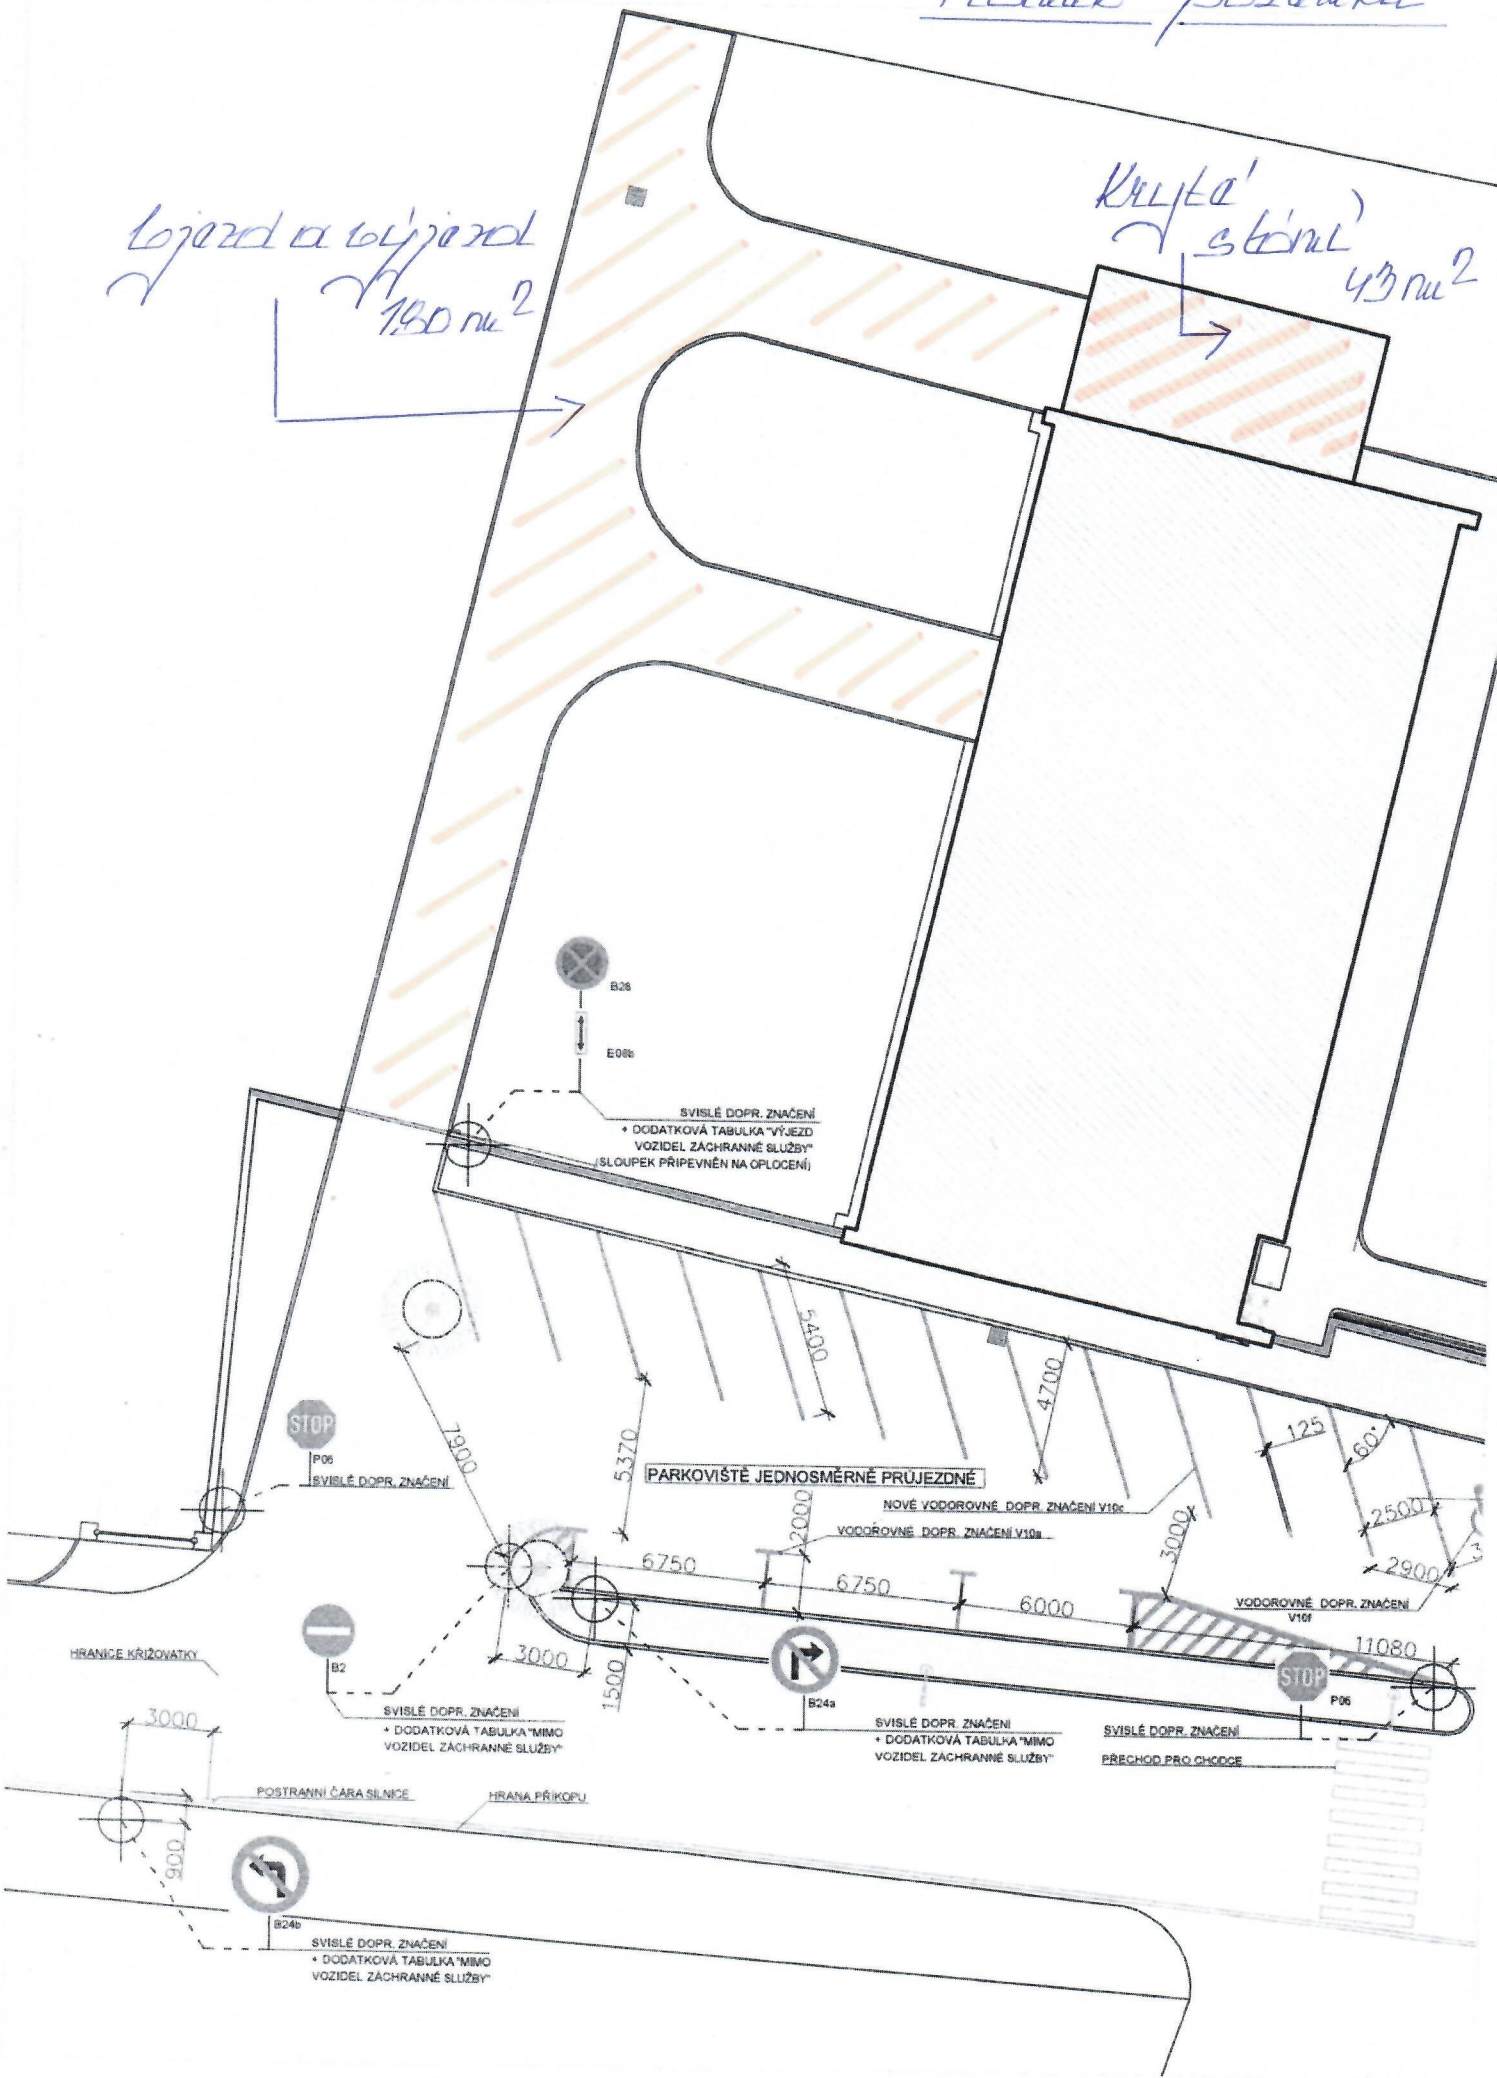 vjezd a výjezd
Krytá
stání
43 m²
B28
SVISLÉ DOPR. ZNAČENÍ
+ DODATKOVÁ TABULKA "VÝJEZD
VOZIDEL ZÁCHRANNÉ SLUŽBY"
(SLOUPEK PŘIPEVNĚN NA OPLOCENÍ)
5400
4700
125
60°
STOP
P06
SVISLÉ DOPR. ZNAČENÍ
7900
5370
PARKOVIŠTĚ JEDNOSMĚRNĚ PRŮJEZDNÉ
NOVÉ VODOROVNÉ DOPR. ZNAČENÍ V10c
VODOROVNÉ DOPR. ZNAČENÍ V10a
2000
3000
2500
2900
6750
6750
6000
VODOROVNÉ DOPR. ZNAČENÍ
V10f
11080
HRANICE KŘIŽOVATKY
B2
3000
1500
B24a
STOP
P06
SVISLÉ DOPR. ZNAČENÍ
+ DODATKOVÁ TABULKA "MIMO
VOZIDEL ZÁCHRANNÉ SLUŽBY"
SVISLÉ DOPR. ZNAČENÍ
+ DODATKOVÁ TABULKA "MIMO
VOZIDEL ZÁCHRANNÉ SLUŽBY"
SVISLÉ DOPR. ZNAČENÍ
PŘECHOD PRO CHODCE
3000
POSTRANNÍ ČÁRA SILNICE
HRANA PŘÍKOPU
900
B24b
SVISLÉ DOPR. ZNAČENÍ
+ DODATKOVÁ TABULKA "MIMO
VOZIDEL ZÁCHRANNÉ SLUŽBY"